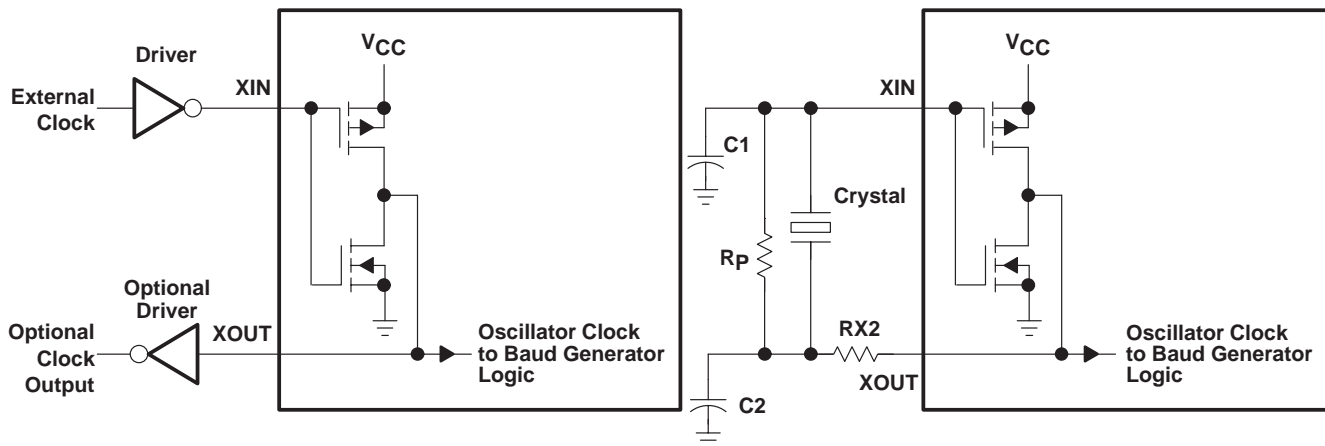 Driver
External
Clock
XIN
VCC
Optional
Driver
Optional
Clock
Output
XOUT
Oscillator Clock
to Baud Generator
Logic
C1
RP
Crystal
C2
RX2
XIN
XOUT
VCC
Oscillator Clock
to Baud Generator
Logic